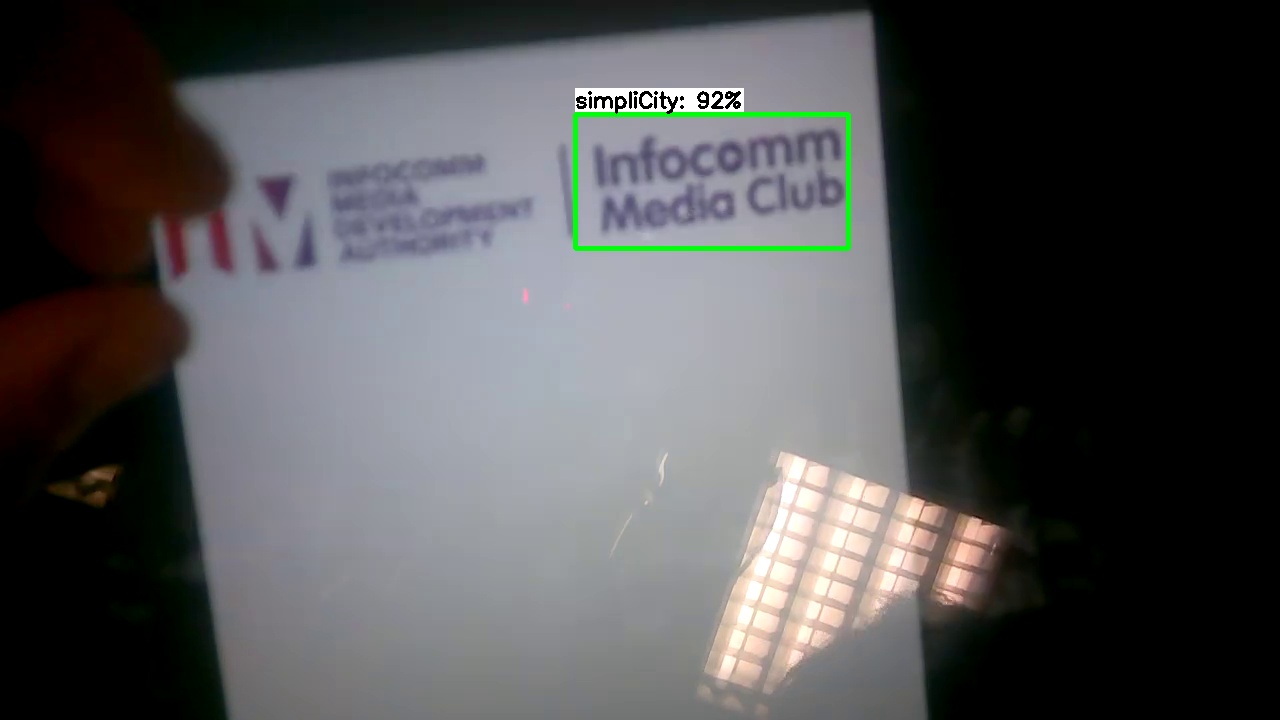 simpliCity: 92%
INFOCOMM
MEDIA
DEVELOPMENT
AUTHORITY
Infocomm
Media Club